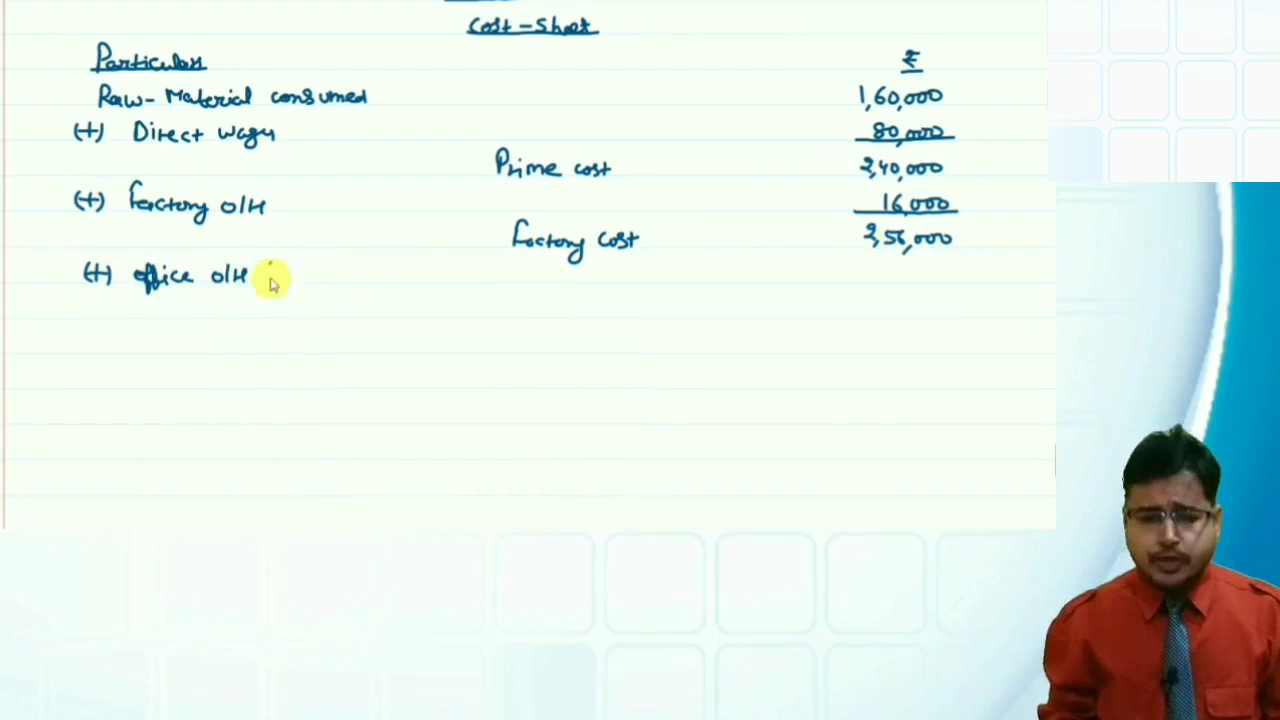 Cost-Sheet
Particulars ₹
Raw-Material consumed 1,60,000
(+) Direct wages 80,000
Prime cost 2,40,000
(+) Factory O/H 16,000
Factory cost 2,56,000
(+) office O/H